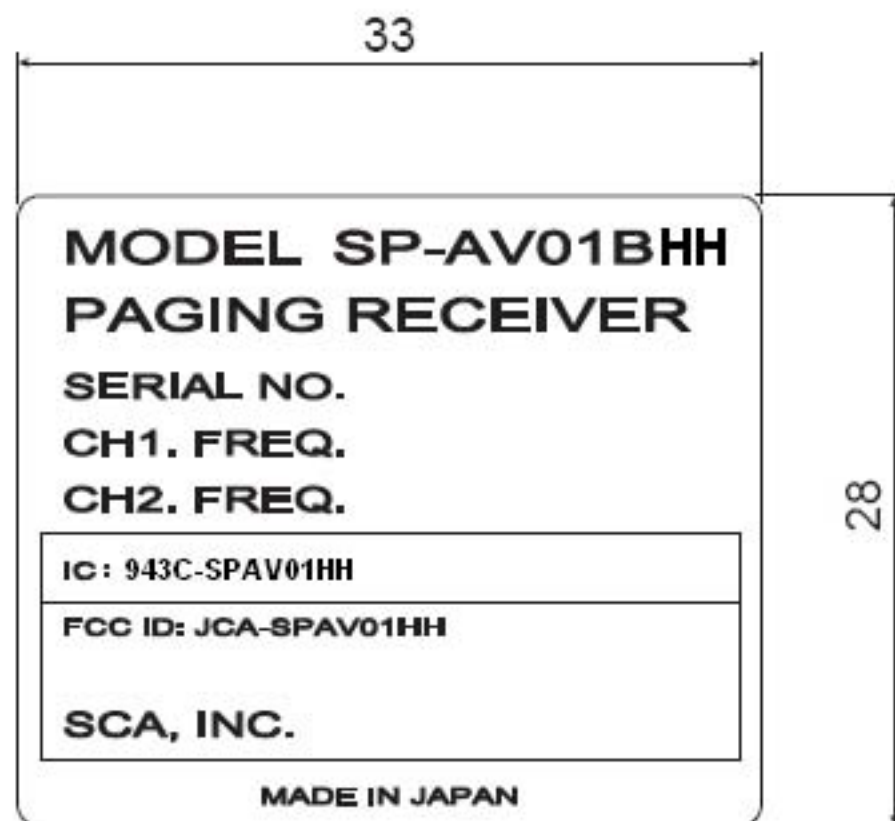 33
MODEL SP-AV01BHH
PAGING RECEIVER
SERIAL NO.
CH1. FREQ.
CH2. FREQ.
28
IC: 943C-SPAV01HH
FCC ID: JCA-SPAV01HH
SCA, INC.
MADE IN JAPAN